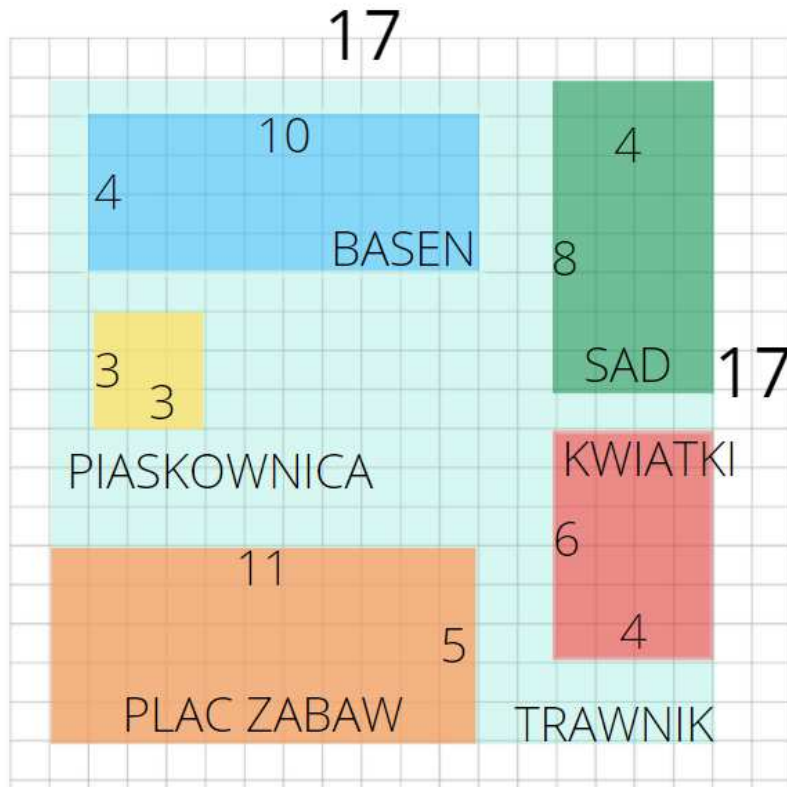 17
10
4
4
BASEN
8
3
3
SAD
17
PIASKOWNICA
KWIATKI
11
6
5
4
PLAC ZABAW
TRAWNIK